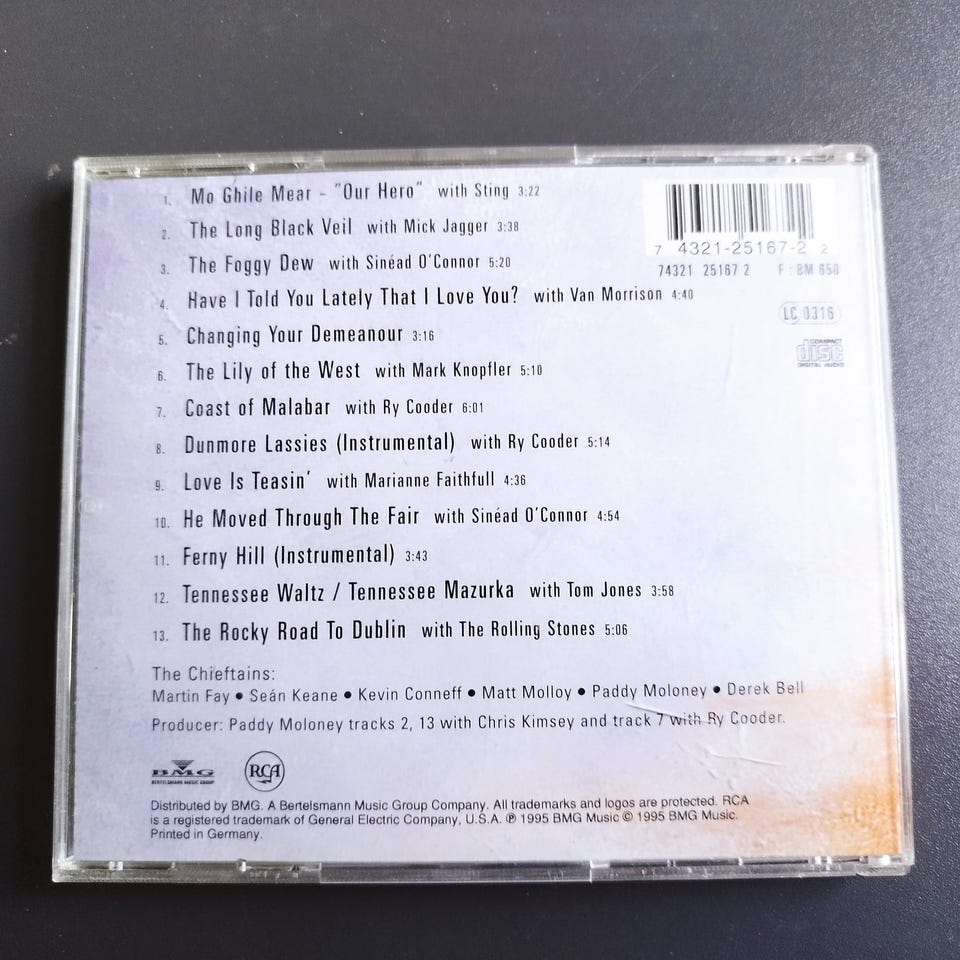 1. Mo Ghile Mear - "Our Hero" with Sting 3:22
2. The Long Black Veil with Mick Jagger 3:38
3. The Foggy Dew with Sinéad O'Connor 5:20
4. Have I Told You Lately That I Love You? with Van Morrison 4:40
5. Changing Your Demeanour 3:16
6. The Lily of the West with Mark Knopfler 5:10
7. Coast of Malabar with Ry Cooder 6:01
8. Dunmore Lassies (Instrumental) with Ry Cooder 5:14
9. Love Is Teasin' with Marianne Faithfull 4:36
10. He Moved Through The Fair with Sinéad O'Connor 4:54
11. Ferny Hill (Instrumental) 3:43
12. Tennessee Waltz / Tennessee Mazurka with Tom Jones 3:58
13. The Rocky Road To Dublin with The Rolling Stones 5:06
7 4321-25167-2 2
74321 25167 2 F: BM 650
LC 0316
COMPACT
disc
DIGITAL AUDIO
The Chieftains:
Martin Fay • Seán Keane • Kevin Conneff • Matt Molloy • Paddy Moloney • Derek Bell
Producer: Paddy Moloney tracks 2, 13 with Chris Kimsey and track 7 with Ry Cooder.
BMG
BERTELSMANN MUSIC GROUP
RCA
Distributed by BMG. A Bertelsmann Music Group Company. All trademarks and logos are protected. RCA
is a registered trademark of General Electric Company, U.S.A. ℗ 1995 BMG Music © 1995 BMG Music.
Printed in Germany.